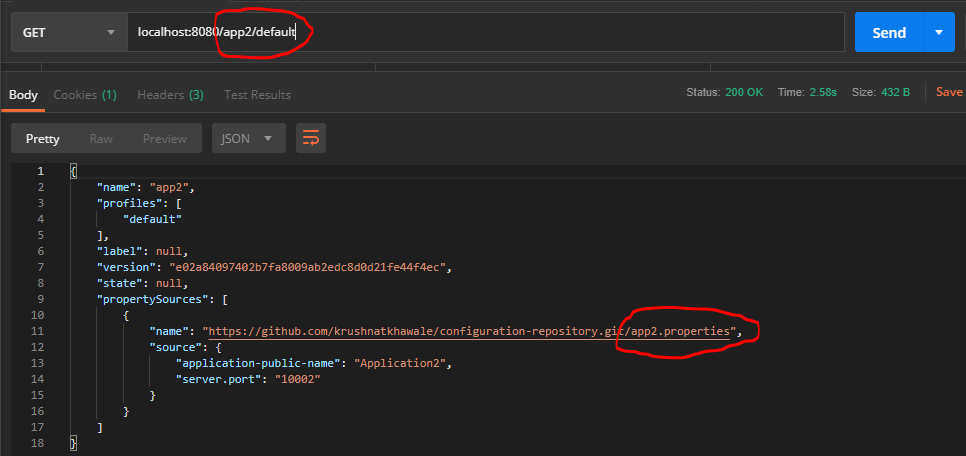 GET localhost:8080/app2/default Send
Body Cookies (1) Headers (3) Test Results Status: 200 OK Time: 2.58s Size: 432 B Save
Pretty Raw Preview JSON
1 {
2 "name": "app2",
3 "profiles": [
4 "default"
5 ],
6 "label": null,
7 "version": "e02a84097402b7fa8009ab2edc8d0d21fe44f4ec",
8 "state": null,
9 "propertySources": [
10 {
11 "name": "https://github.com/krushnatkhawale/configuration-repository.git/app2.properties",
12 "source": {
13 "application-public-name": "Application2",
14 "server.port": "10002"
15 }
16 }
17 ]
18 }